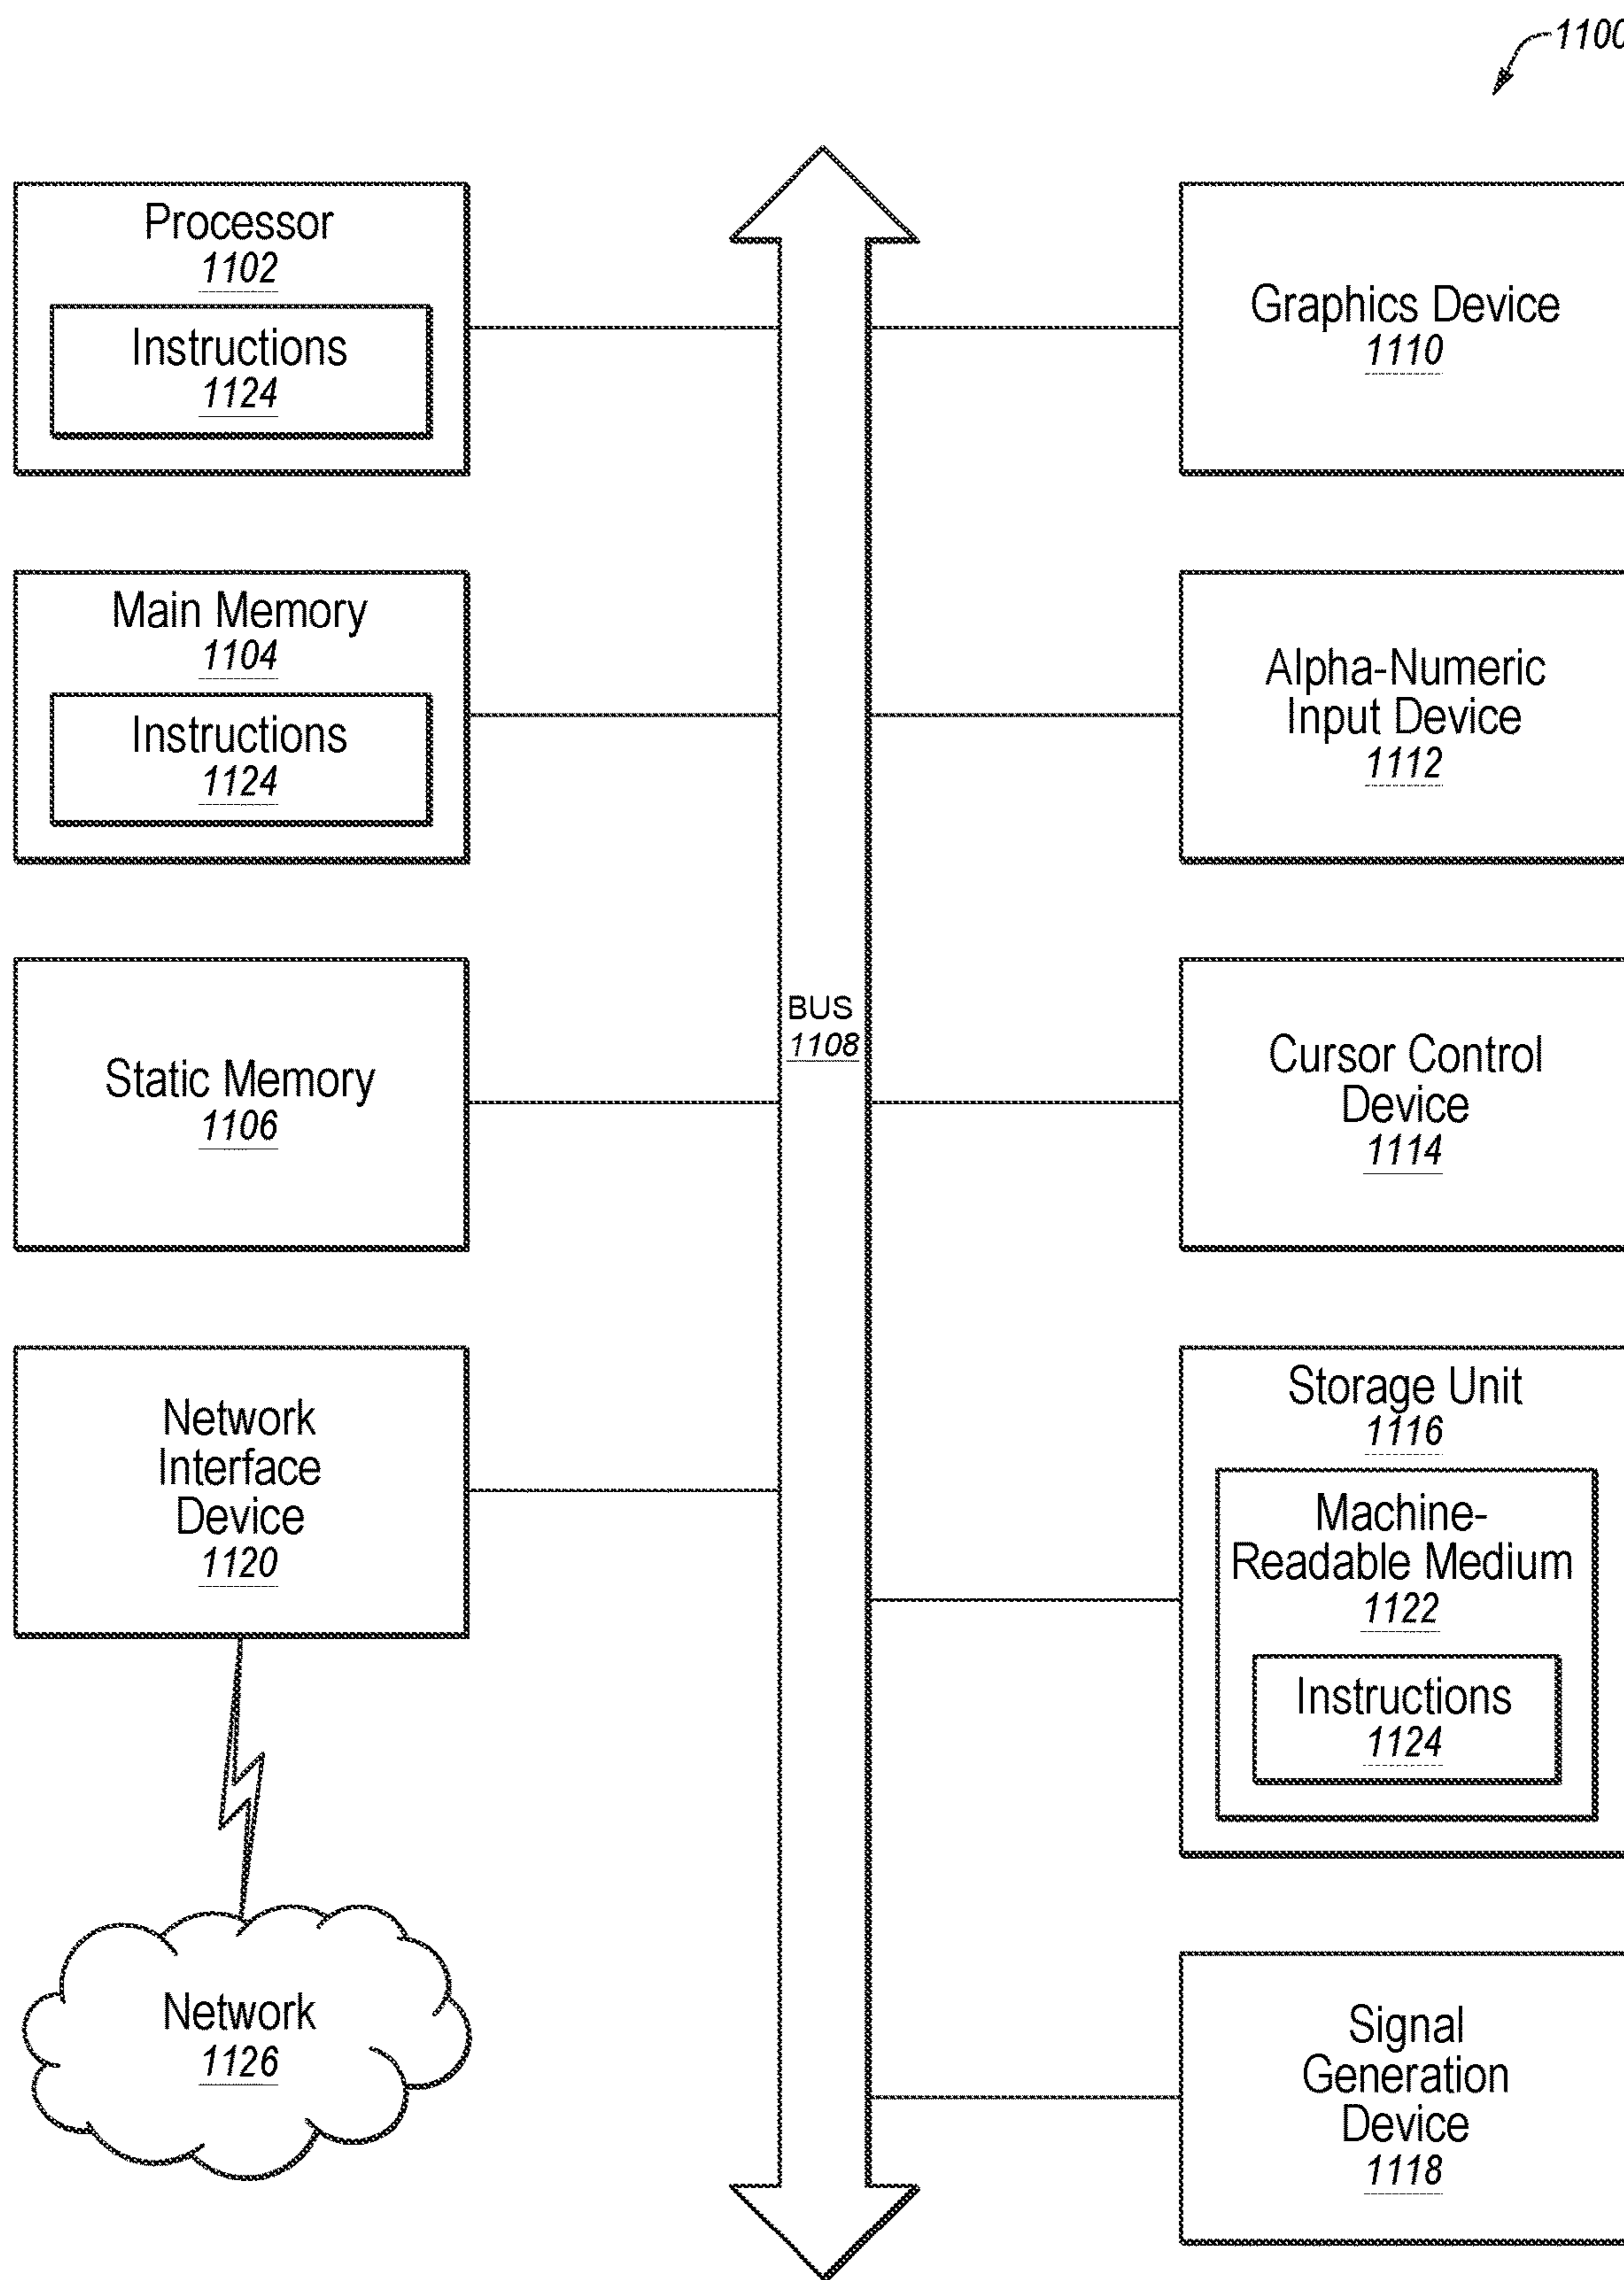 1100
Processor
1102
Instructions
1124
Main Memory
1104
Instructions
1124
Static Memory
1106
Network
Interface
Device
1120
Network
1126
BUS
1108
Graphics Device
1110
Alpha-Numeric
Input Device
1112
Cursor Control
Device
1114
Storage Unit
1116
Machine-
Readable Medium
1122
Instructions
1124
Signal
Generation
Device
1118